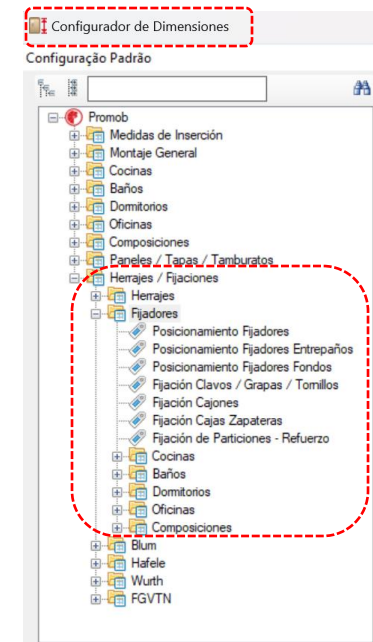 Configurador de Dimensiones
Configuração Padrão
Promob
Medidas de Inserción
Montaje General
Cocinas
Baños
Dormitorios
Oficinas
Composiciones
Paneles / Tapas / Tamburatos
Herrajes / Fijaciones
Herrajes
Fijadores
Posicionamiento Fijadores
Posicionamiento Fijadores Entrepaños
Posicionamiento Fijadores Fondos
Fijación Clavos / Grapas / Tornillos
Fijación Cajones
Fijación Cajas Zapateras
Fijación de Particiones - Refuerzo
Cocinas
Baños
Dormitorios
Oficinas
Composiciones
Blum
Hafele
Wurth
FGVTN